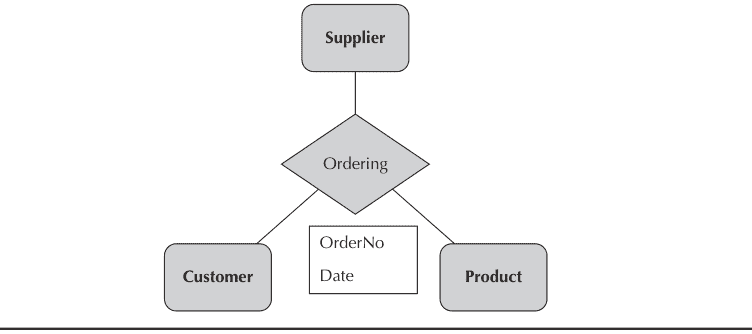 Supplier
Ordering
OrderNo
Date
Customer
Product